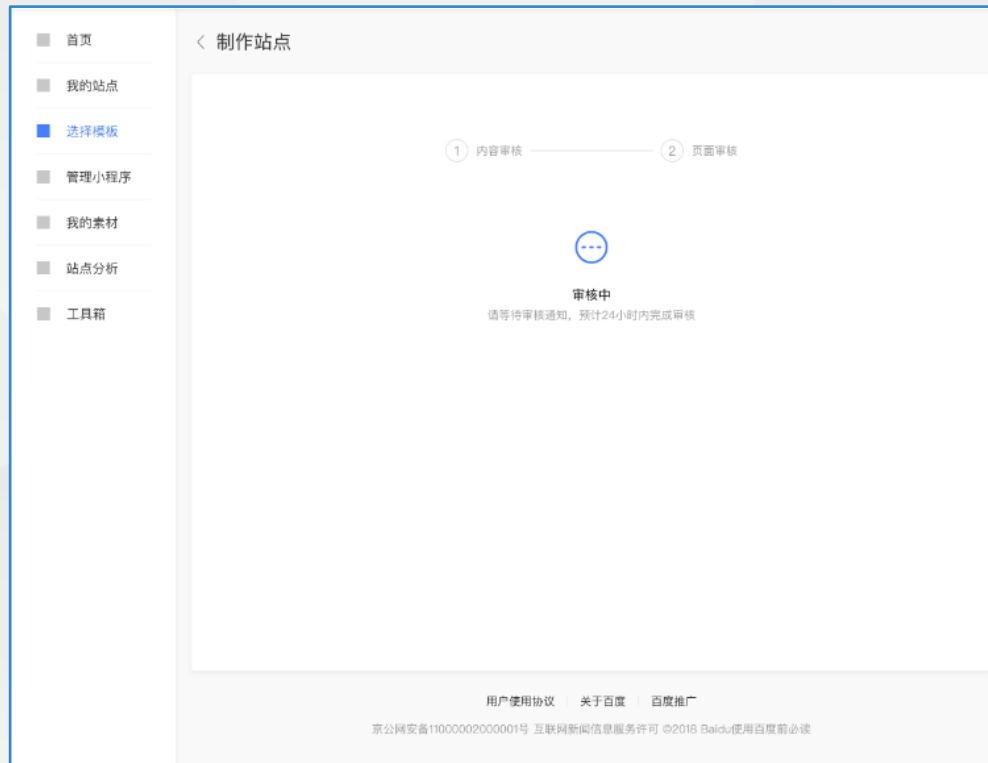 首页
我的站点
选择模板
管理小程序
我的素材
站点分析
工具箱
制作站点
1 内容审核 2 页面审核
审核中
请等待审核通知，预计24小时内完成审核
用户使用协议 关于百度 百度推广
京公网安备11000002000001号 互联网新闻信息服务许可 ©2018 Baidu使用百度前必读